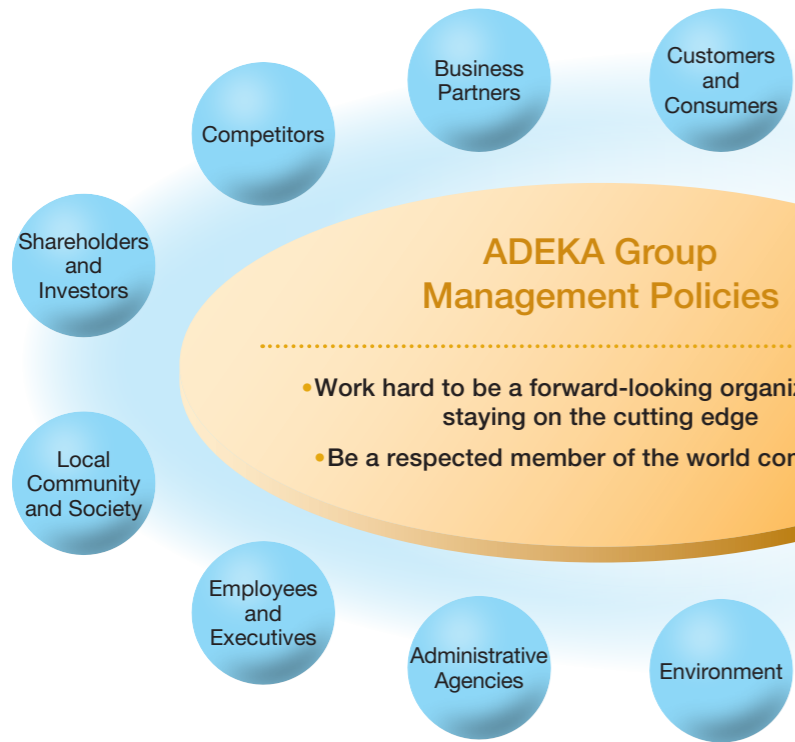 Business
Partners
Customers
and
Consumers
Competitors
Shareholders
and
Investors
ADEKA Group
Management Policies
•Work hard to be a forward-looking
staying on the cutting edge
•Be a respected member of the world
Local
Community
and Society
Employees
and
Executives
Administrative
Agencies
Environment